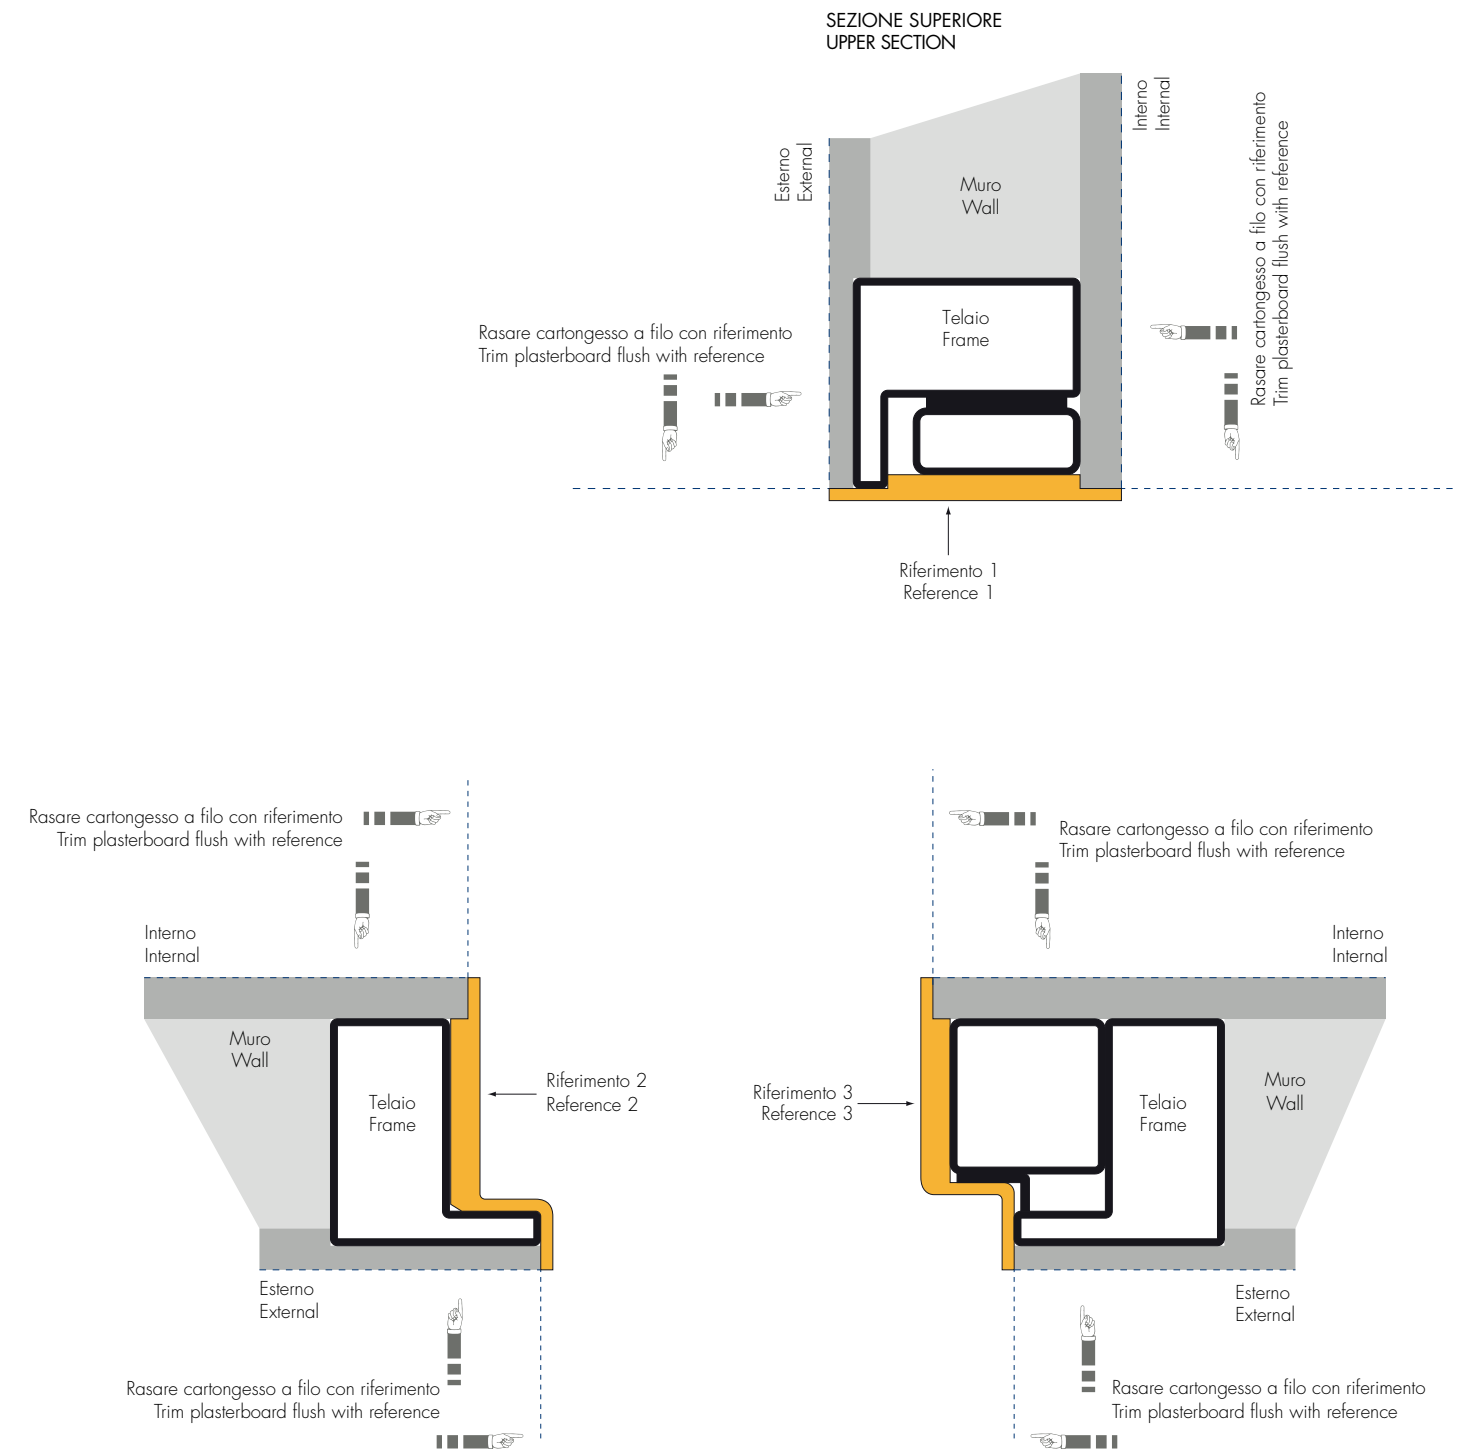 SEZIONE SUPERIORE
UPPER SECTION
Esterno
External
Interno
Internal
Muro
Wall
Rasare cartongesso a filo con riferimento
Trim plasterboard flush with reference
Telaio
Frame
Rasare cartongesso a filo con riferimento
Trim plasterboard flush with reference
Riferimento 1
Reference 1
Rasare cartongesso a filo con riferimento
Trim plasterboard flush with reference
Interno
Internal
Muro
Wall
Telaio
Frame
Riferimento 2
Reference 2
Esterno
External
Rasare cartongesso a filo con riferimento
Trim plasterboard flush with reference
Rasare cartongesso a filo con riferimento
Trim plasterboard flush with reference
Interno
Internal
Riferimento 3
Reference 3
Telaio
Frame
Muro
Wall
Esterno
External
Rasare cartongesso a filo con riferimento
Trim plasterboard flush with reference